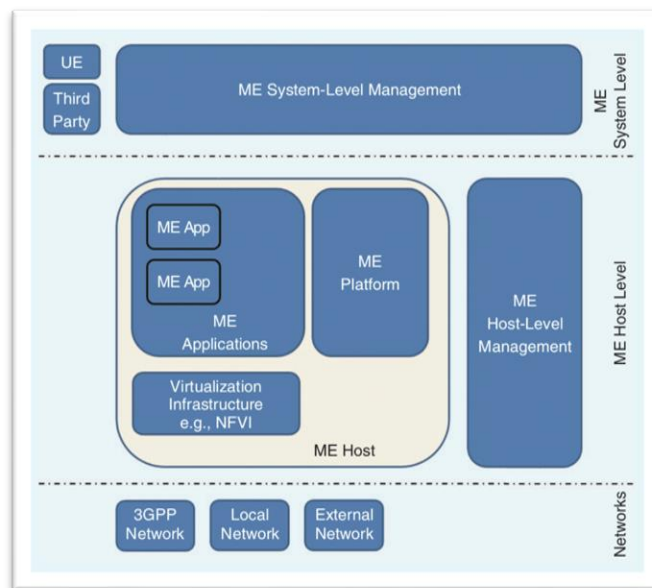 UE
Third
Party
ME System-Level Management
ME
System Level
ME App
ME App
ME
Applications
ME
Platform
Virtualization
Infrastructure
e.g., NFVI
ME Host
ME
Host-Level
Management
ME Host Level
3GPP
Network
Local
Network
External
Network
Networks